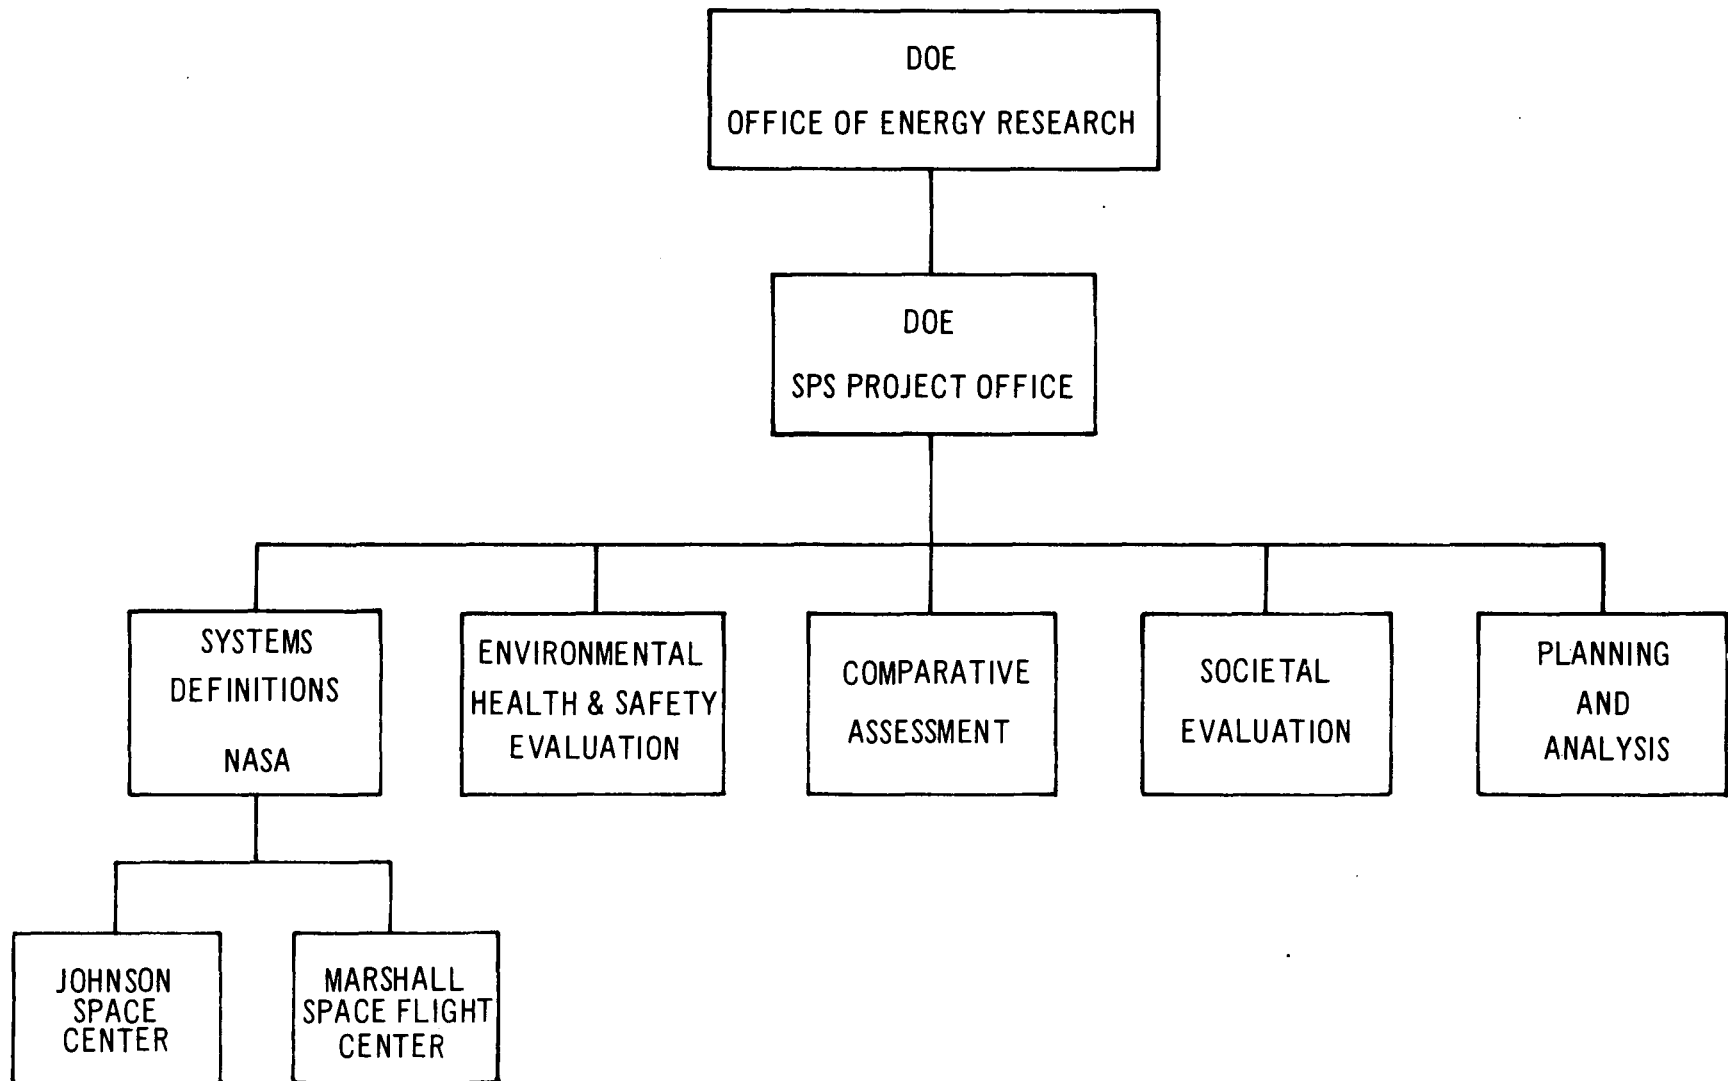 DOE
OFFICE OF ENERGY RESEARCH
DOE
SPS PROJECT OFFICE
SYSTEMS
DEFINITIONS
NASA
ENVIRONMENTAL
HEALTH & SAFETY
EVALUATION
COMPARATIVE
ASSESSMENT
SOCIETAL
EVALUATION
PLANNING
AND
ANALYSIS
JOHNSON
SPACE
CENTER
MARSHALL
SPACE FLIGHT
CENTER